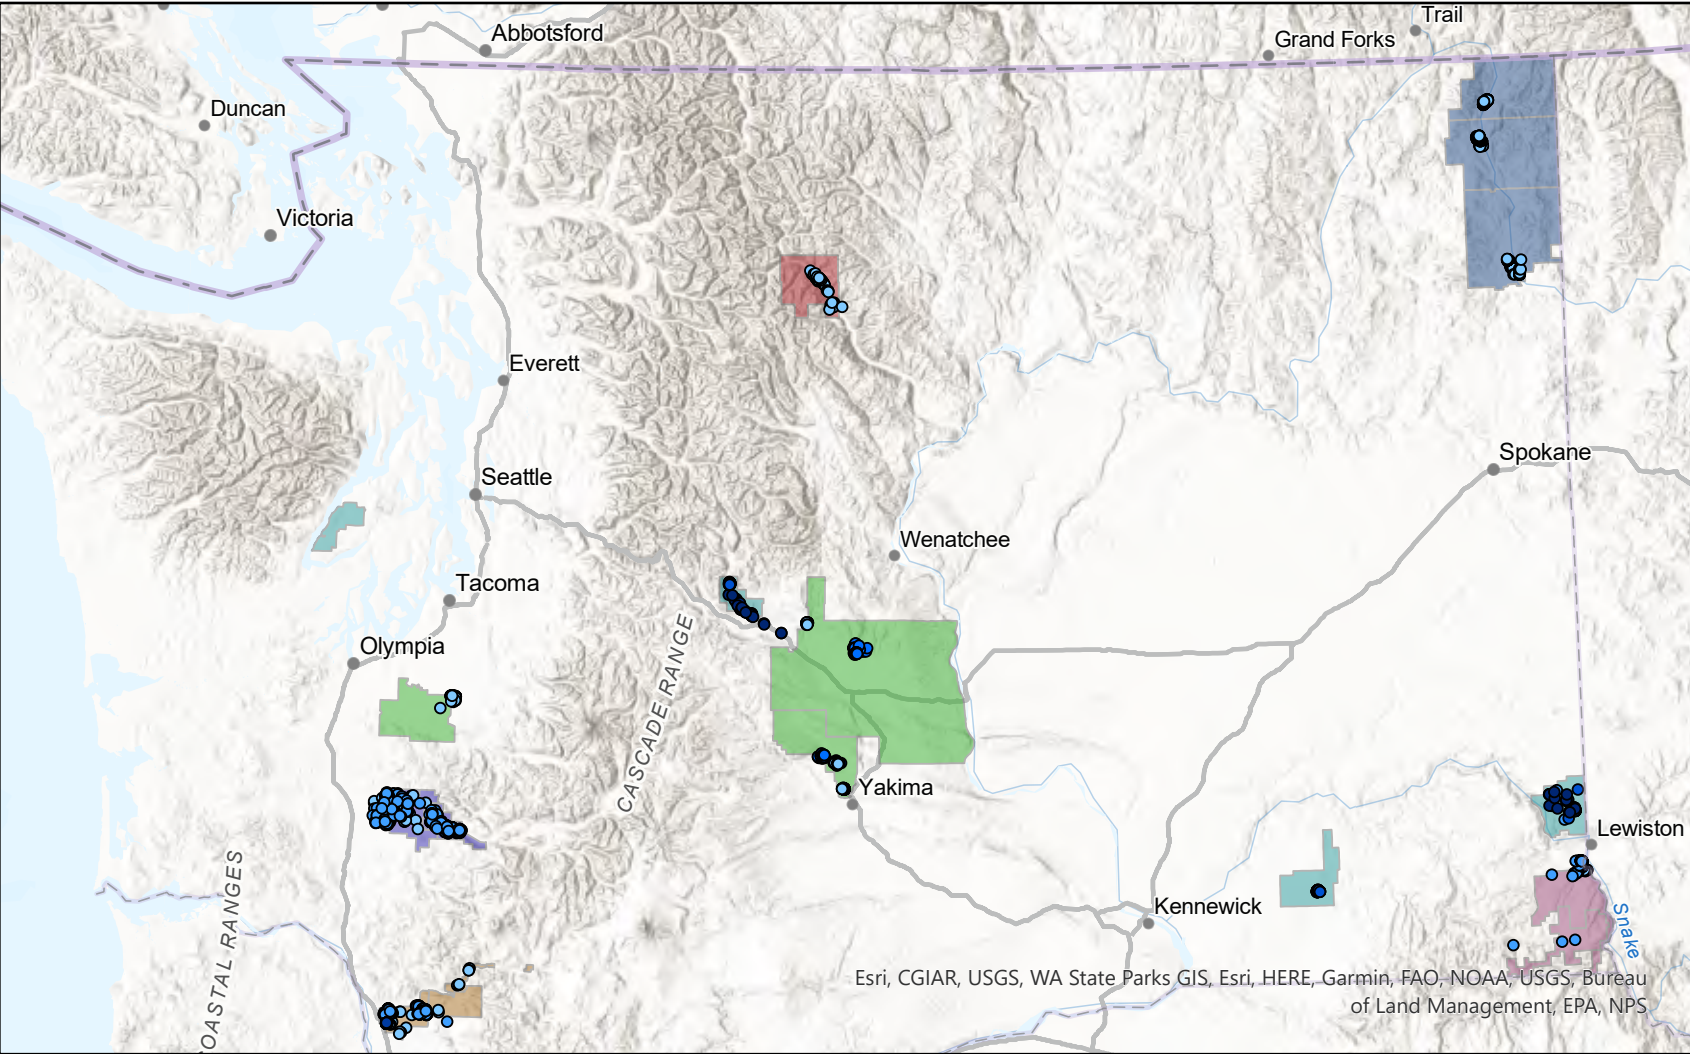 Trail
Abbotsford
Grand Forks
Duncan
Victoria
Everett
Spokane
Seattle
Wenatchee
Tacoma
Olympia
CASCADE RANGE
Yakima
Lewiston
OASTAL RANGES
Kennewick
Snake
Esri, CGIAR, USGS, WA State Parks GIS, Esri, HERE, Garmin, FAO, NOAA, USGS, Bureau
of Land Management, EPA, NPS